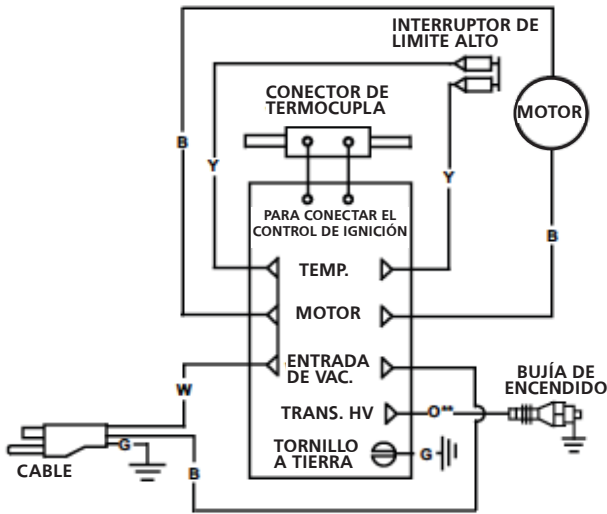 INTERRUPTOR DE
LIMITE ALTO
CONECTOR DE
TERMOCUPLA
MOTOR
B
Y
Y
B
PARA CONECTAR EL
CONTROL DE IGNICIÓN
TEMP.
MOTOR
ENTRADA
DE VAC.
W
BUJÍA DE
ENCENDIDO
TRANS. HV
O**
TORNILLO
A TIERRA
G
G
CABLE
B